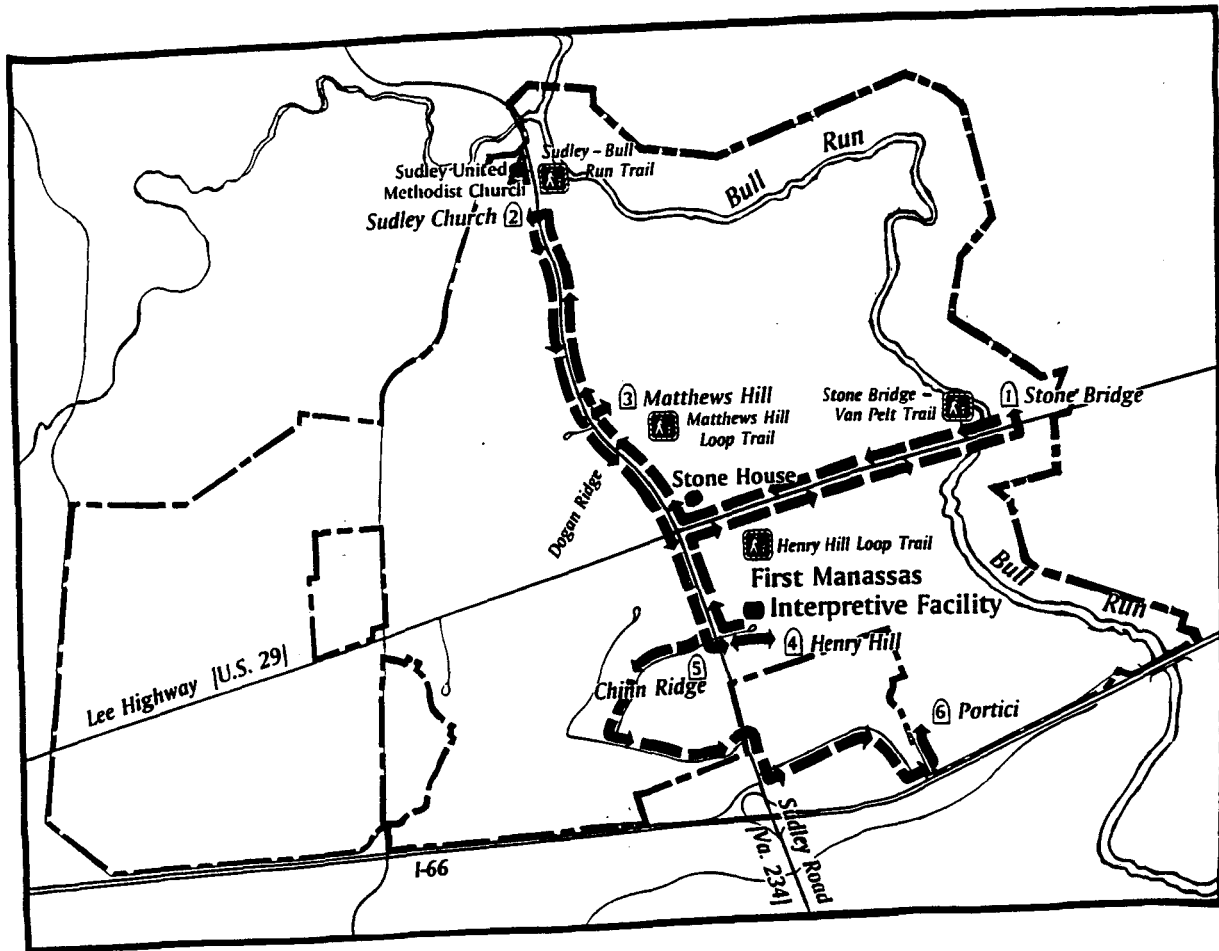 Bull Run
Sudley United
Methodist Church
Sudley – Bull
Run Trail
Sudley Church 2
3 Matthews Hill
Matthews Hill
Loop Trail
Stone Bridge –
Van Pelt Trail
1 Stone Bridge
Stone House
Dogan Ridge
Henry Hill Loop Trail
First Manassas
Interpretive Facility
Bull Run
4 Henry Hill
5
Chinn Ridge
Lee Highway |U.S. 29|
6 Portici
Sudley Road
|Va. 234|
I-66